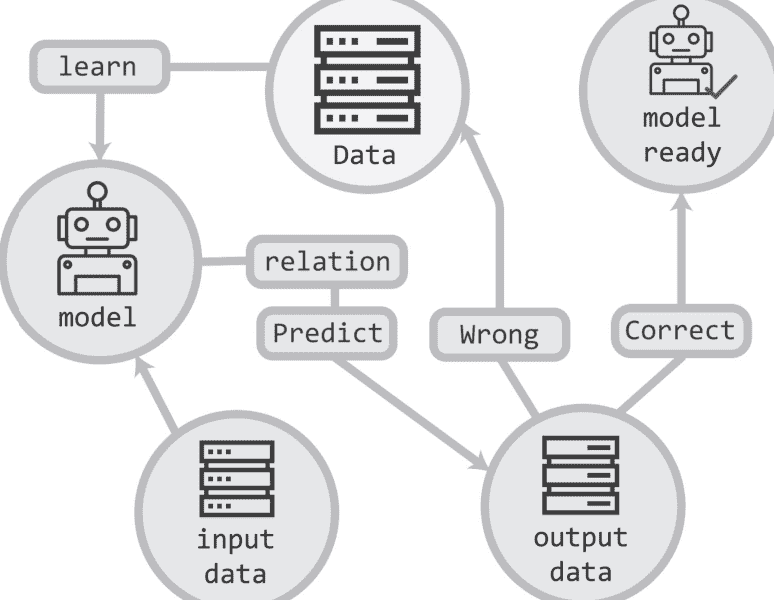 learn
Data
model
ready
model
relation
Predict
Wrong
Correct
input
data
output
data